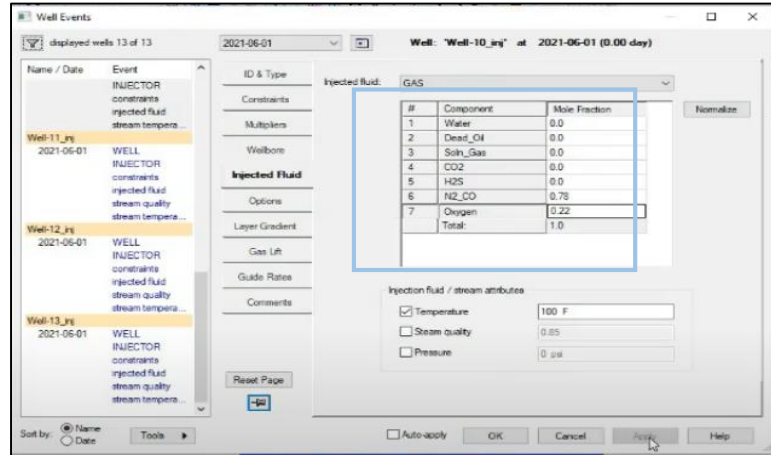 Well Events
displayed wells 13 of 13
2021-06-01
Well: "Well-10_inj" at 2021-06-01 (0.00 day)
Name / Date Event
INJECTOR
constraints
injected fluid
stream tempera...
Well-11_inj
2021-06-01 WELL
INJECTOR
constraints
injected fluid
stream quality
stream tempera...
Well-12_inj
2021-06-01 WELL
INJECTOR
constraints
injected fluid
stream quality
stream tempera...
Well-13_inj
2021-06-01 WELL
INJECTOR
constraints
injected fluid
stream quality
stream tempera...
Sort by: Name
Date
Tools
ID & Type
Constraints
Multipliers
Wellbore
Injected Fluid
Options
Layer Gradient
Gas Lift
Guide Rates
Comments
Reset Page
Injected fluid: GAS
# Component Mole Fraction
1 Water 0.0
2 Dead_Oil 0.0
3 Soln_Gas 0.0
4 CO2 0.0
5 H2S 0.0
6 N2_CO 0.78
7 Oxygen 0.22
Total: 1.0
Normalize
Injection fluid / stream attributes
Temperature 100 F
Steam quality 0.85
Pressure 0 psi
Auto-apply OK Cancel Apply Help